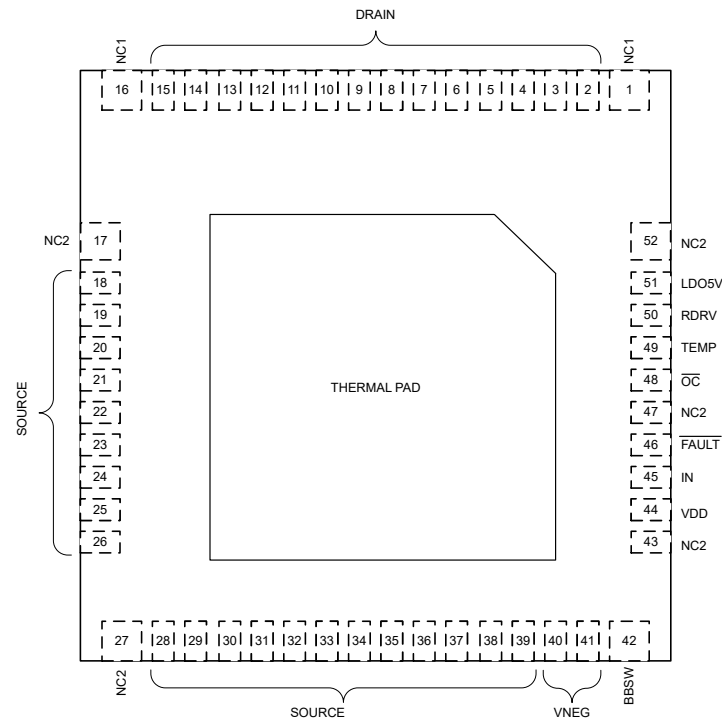 DRAIN
NC1
NC1
16 15 14 13 12 11 10 9 8 7 6 5 4 3 2 1
NC2 17
52 NC2
18
51 LDO5V
19
50 RDRV
20
49 TEMP
21
48 OC
22
47 NC2
23
46 FAULT
24
45 IN
25
44 VDD
26
43 NC2
SOURCE
THERMAL PAD
27 28 29 30 31 32 33 34 35 36 37 38 39 40 41 42
NC2
BBSW
SOURCE
VNEG